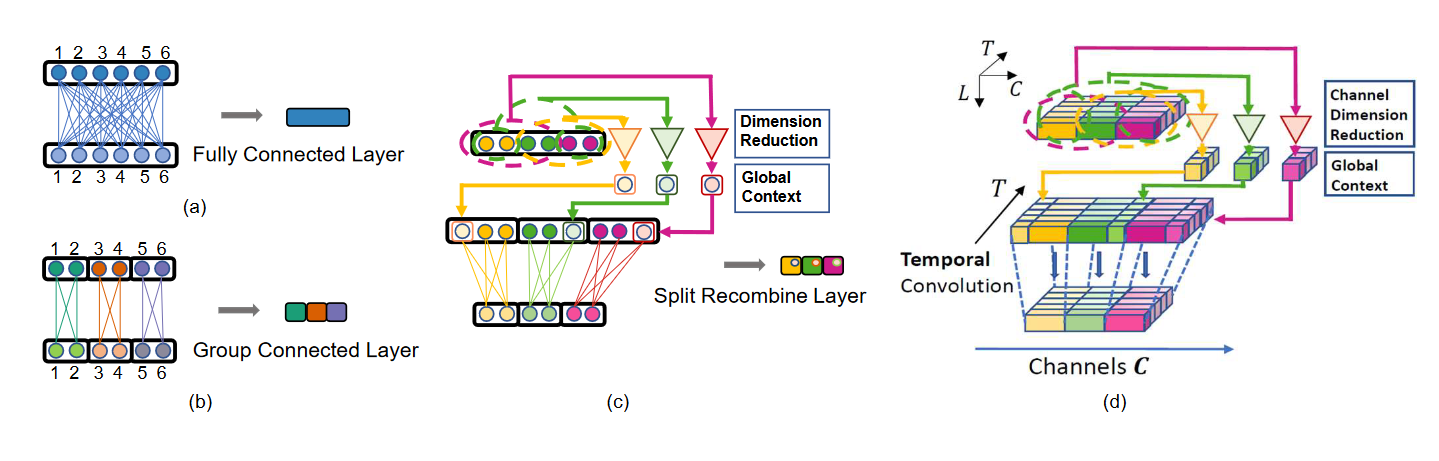 1 2 3 4 5 6
Fully Connected Layer
1 2 3 4 5 6
(a)
1 2 3 4 5 6
Group Connected Layer
1 2 3 4 5 6
(b)
Dimension
Reduction
Global
Context
Split Recombine Layer
(c)
T
L
C
Channel
Dimension
Reduction
Global
Context
T
Temporal
Convolution
Channels C
(d)